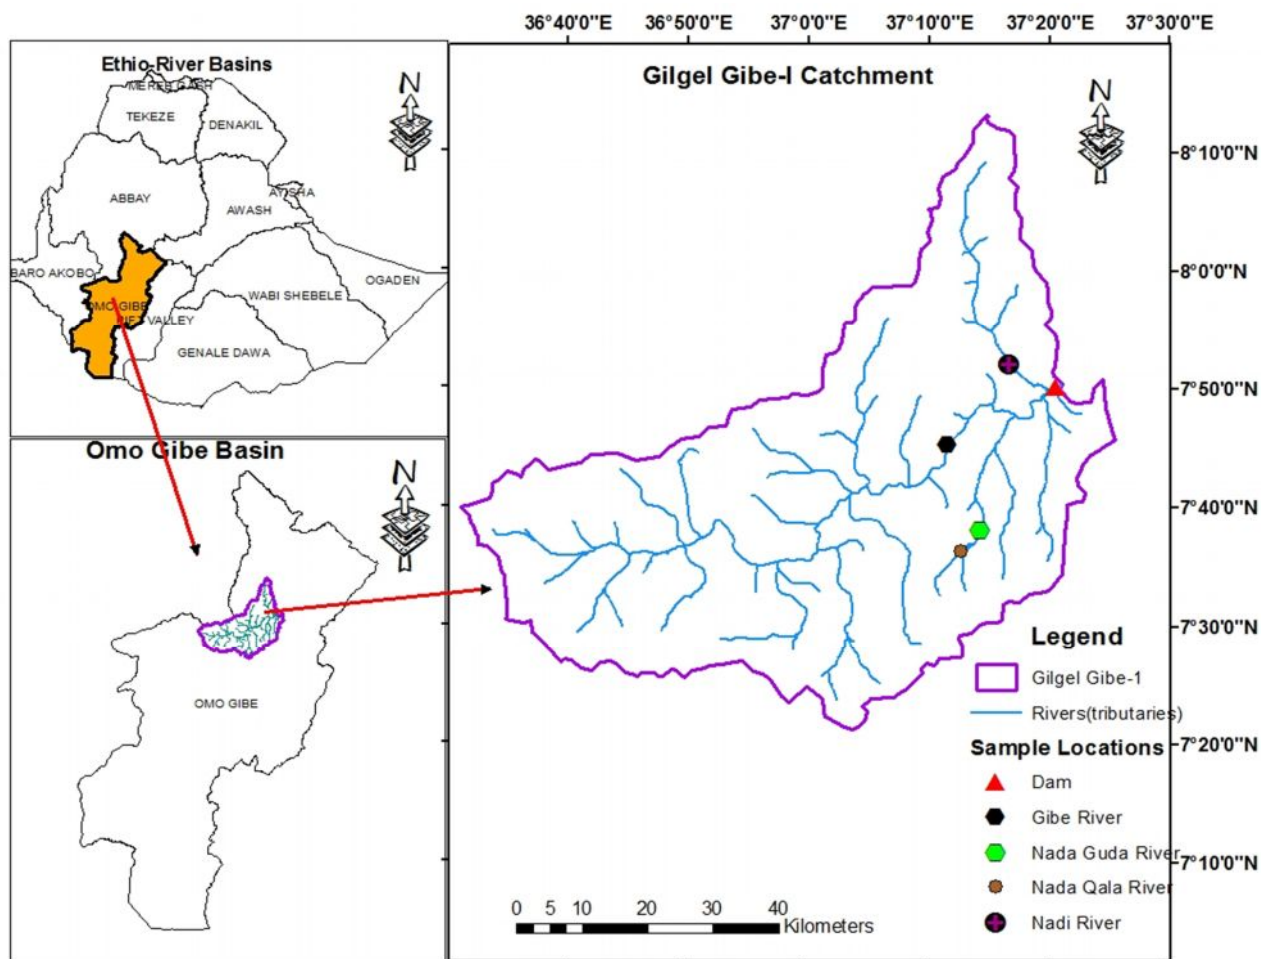 36°40'0"E 36°50'0"E 37°0'0"E 37°10'0"E 37°20'0"E 37°30'0"E
Ethio-River Basins
N
MEREB GASH
TEKEZE
DENAKIL
AYISHA
ABBAY
AWASH
BARO AKOBO
OGADEN
WABI SHEBELE
OMO GIBE
RIFT VALLEY
GENALE DAWA
Omo Gibe Basin
N
OMO GIBE
Gilgel Gibe-I Catchment
N
8°10'0"N
8°0'0"N
7°50'0"N
7°40'0"N
7°30'0"N
7°20'0"N
7°10'0"N
Legend
Gilgel Gibe-1
Rivers(tributaries)
Sample Locations
Dam
Gibe River
Nada Guda River
Nada Qala River
Nadi River
0 5 10 20 30 40
Kilometers